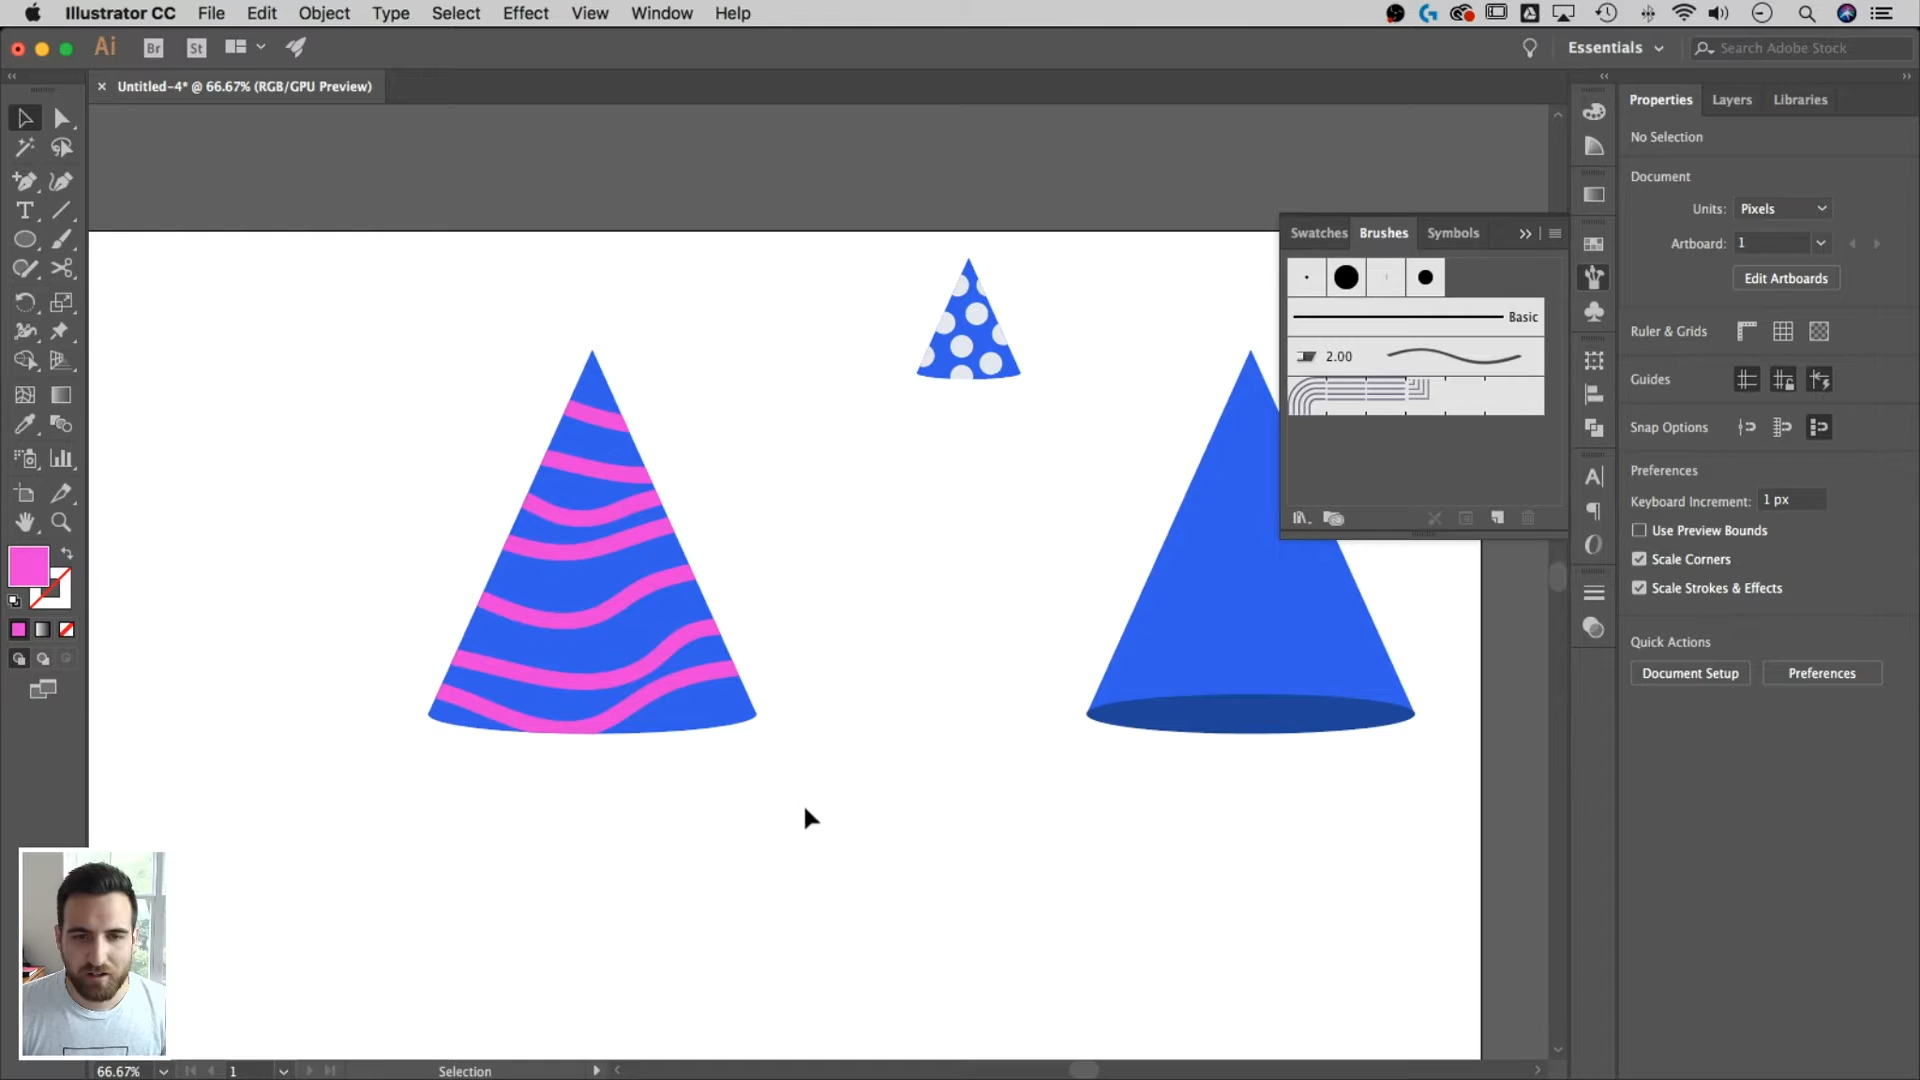 Illustrator CC File Edit Object Type Select Effect View Window Help
Ai Br St Essentials Search Adobe Stock
× Untitled-4* @ 66.67% (RGB/GPU Preview)
Properties Layers Libraries
No Selection
Document
Units: Pixels
Artboard: 1
Edit Artboards
Ruler & Grids
Guides
Snap Options
Preferences
Keyboard Increment: 1 px
Use Preview Bounds
Scale Corners
Scale Strokes & Effects
Quick Actions
Document Setup Preferences
Swatches Brushes Symbols
Basic
2.00
66.67% 1 Selection